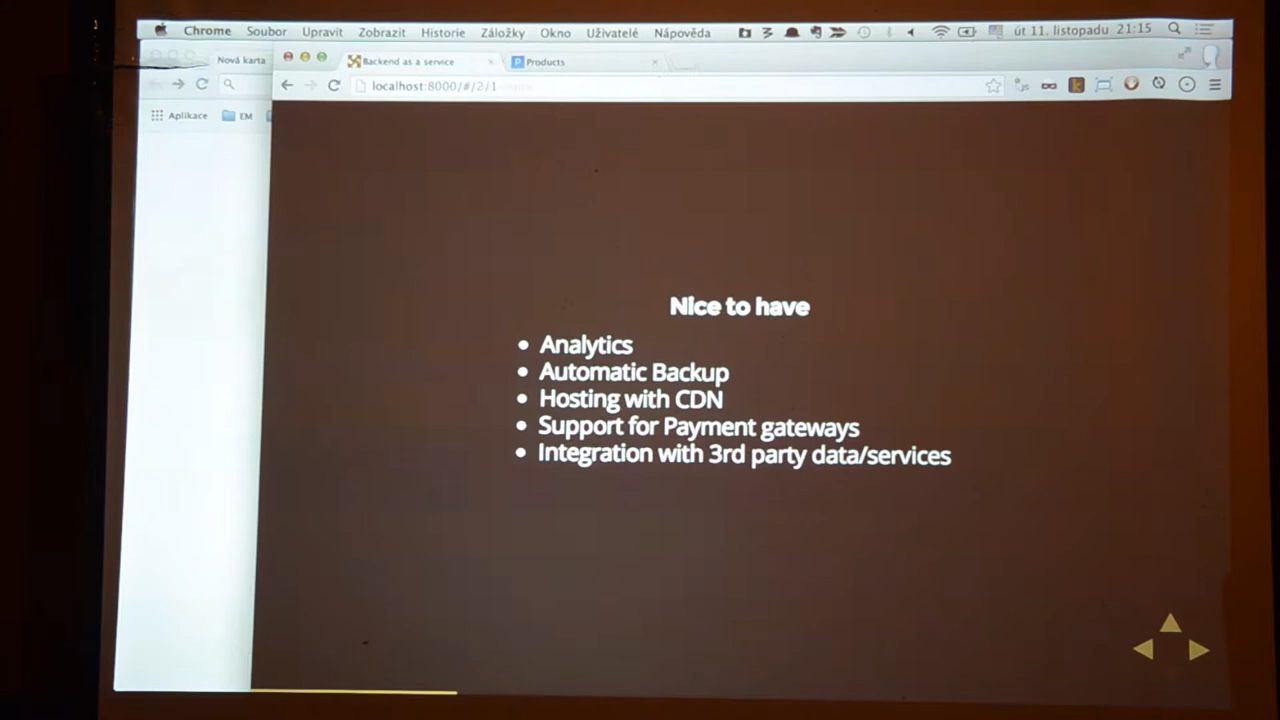 Chrome Soubor Upravit Zobrazit Historie Záložky Okno Uživatelé Nápověda út 11. listopadu 21:15
Nová karta Backend as a service Products
localhost:8000/#/2/1
Aplikace EM
Nice to have
• Analytics
• Automatic Backup
• Hosting with CDN
• Support for Payment gateways
• Integration with 3rd party data/services